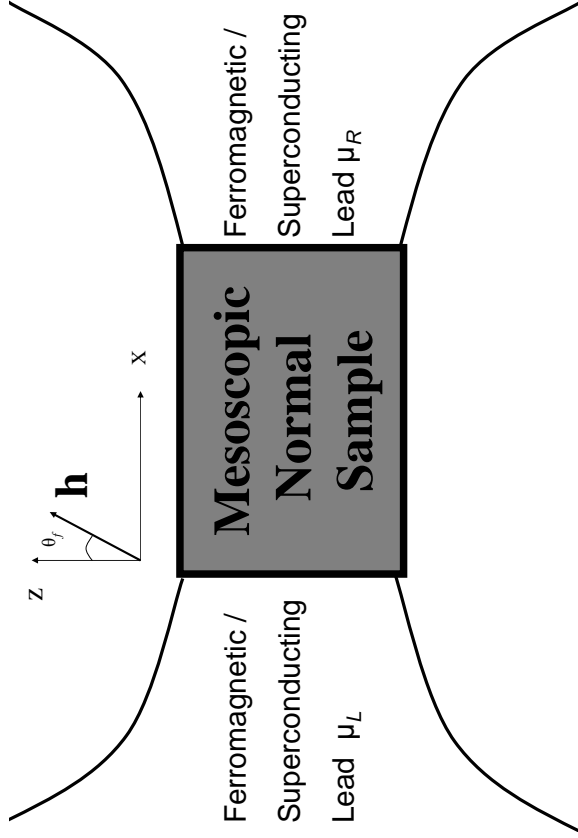 z
θf
h
x
Ferromagnetic /
Superconducting
Lead μL
Mesoscopic
Normal
Sample
Ferromagnetic /
Superconducting
Lead μR